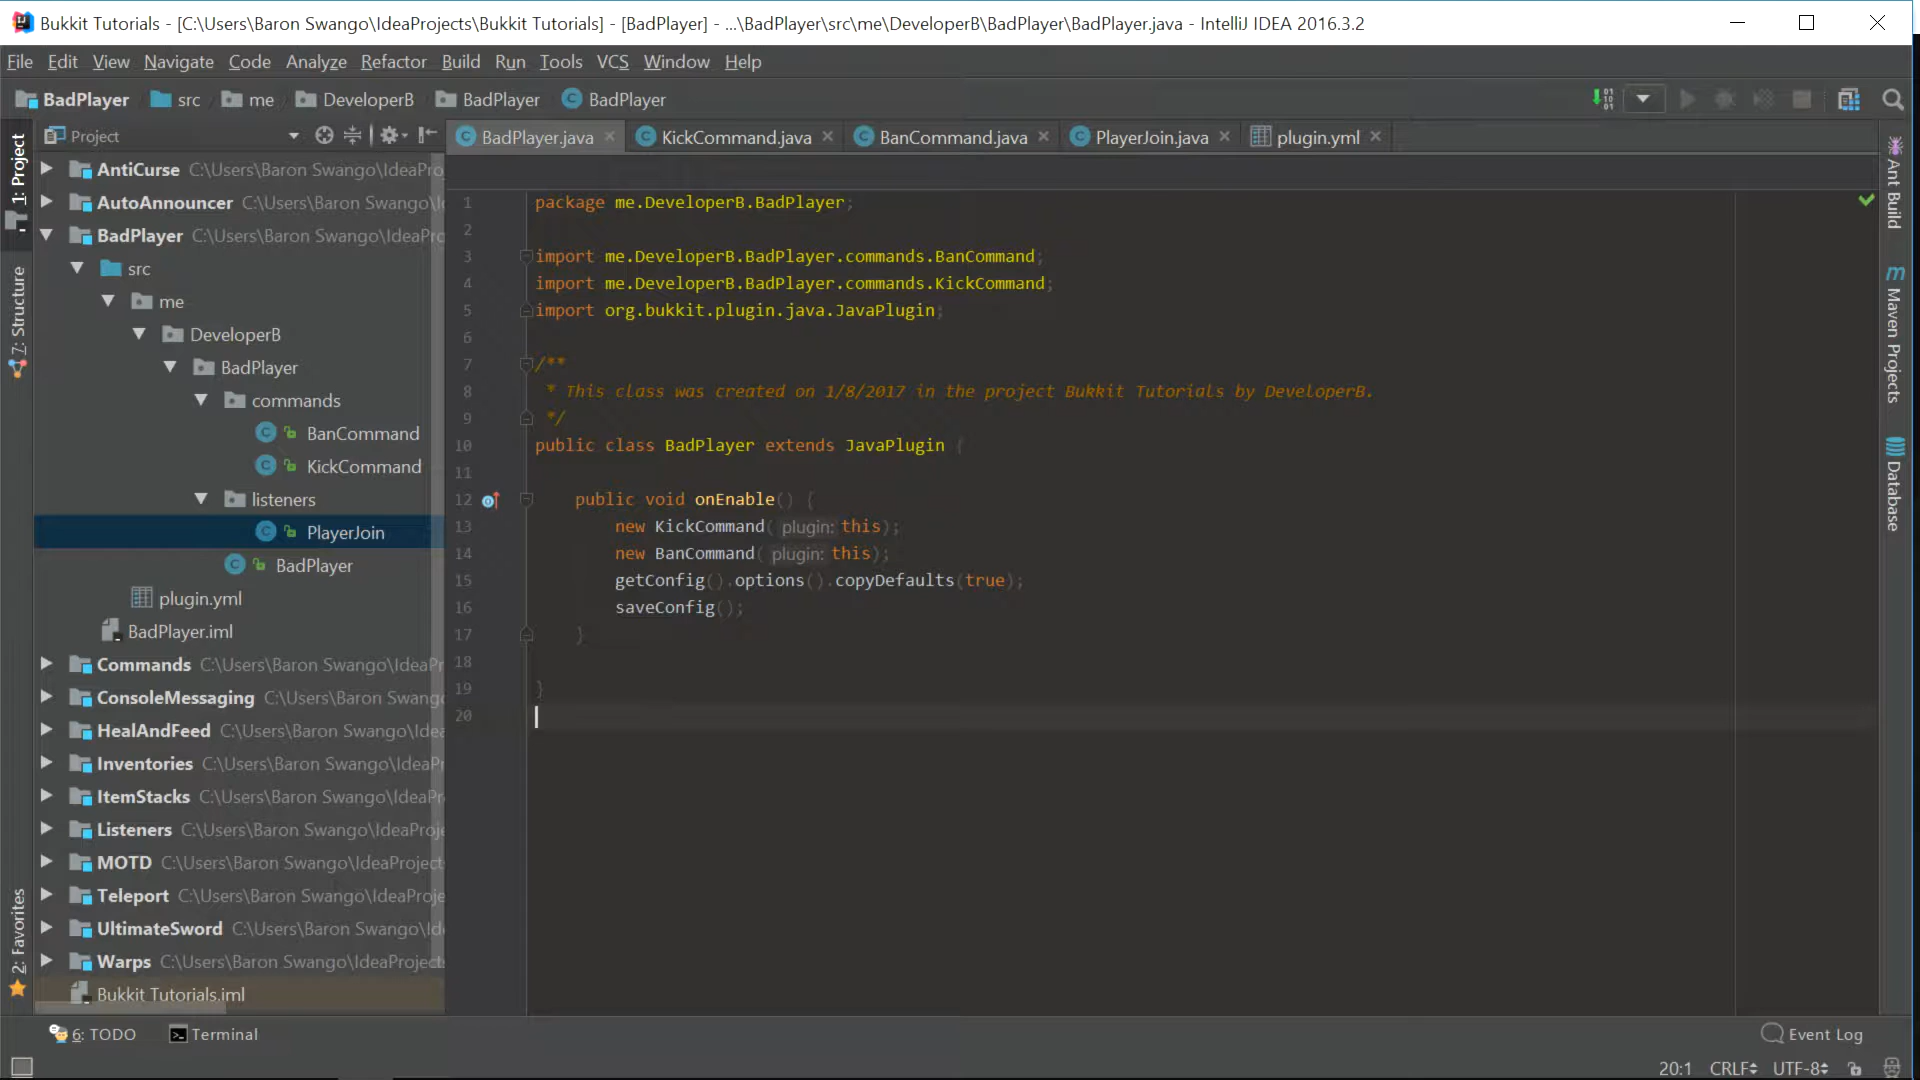 Bukkit Tutorials - [C:\Users\Baron Swango\IdeaProjects\Bukkit Tutorials] - [BadPlayer] - ...\BadPlayer\src\me\DeveloperB\BadPlayer\BadPlayer.java - IntelliJ IDEA 2016.3.2
File Edit View Navigate Code Analyze Refactor Build Run Tools VCS Window Help
BadPlayer src me DeveloperB BadPlayer BadPlayer
Project
BadPlayer.java KickCommand.java BanCommand.java PlayerJoin.java plugin.yml
1: Project
7: Structure
2: Favorites
AntiCurse C:\Users\Baron Swango\IdeaPro
AutoAnnouncer C:\Users\Baron Swango\I
BadPlayer C:\Users\Baron Swango\IdeaPro
src
me
DeveloperB
BadPlayer
commands
BanCommand
KickCommand
listeners
PlayerJoin
BadPlayer
plugin.yml
BadPlayer.iml
Commands C:\Users\Baron Swango\IdeaPr
ConsoleMessaging C:\Users\Baron Swang
HealAndFeed C:\Users\Baron Swango\Idea
Inventories C:\Users\Baron Swango\IdeaP
ItemStacks C:\Users\Baron Swango\IdeaPr
Listeners C:\Users\Baron Swango\IdeaProje
MOTD C:\Users\Baron Swango\IdeaProject
Teleport C:\Users\Baron Swango\IdeaProje
UltimateSword C:\Users\Baron Swango\Id
Warps C:\Users\Baron Swango\IdeaProject
Bukkit Tutorials.iml
1 package me.DeveloperB.BadPlayer;
2
3 import me.DeveloperB.BadPlayer.commands.BanCommand;
4 import me.DeveloperB.BadPlayer.commands.KickCommand;
5 import org.bukkit.plugin.java.JavaPlugin;
6
7 /**
8 * This class was created on 1/8/2017 in the project Bukkit Tutorials by DeveloperB.
9 */
10 public class BadPlayer extends JavaPlugin {
11
12 public void onEnable() {
13 new KickCommand( plugin: this);
14 new BanCommand( plugin: this);
15 getConfig().options().copyDefaults(true);
16 saveConfig();
17 }
18
19 }
20
Ant Build
m Maven Projects
Database
6: TODO Terminal
Event Log
20:1 CRLF UTF-8